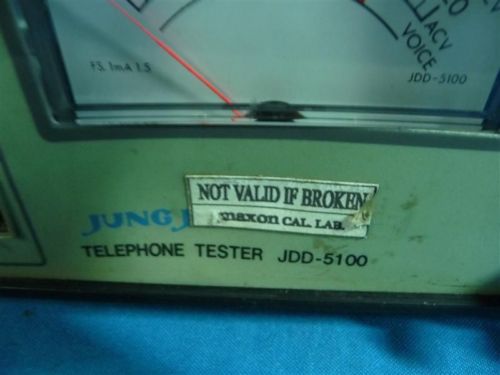 20
ACV
VOICE
F.S. 1mA 1.5
JDD-5100
NOT VALID IF BROKEN
maxon CAL. LAB.
JUNG J
TELEPHONE TESTER JDD-5100